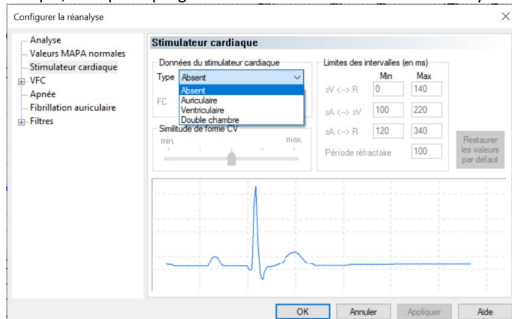 Configurer la réanalyse
Analyse
Valeurs MAPA normales
Stimulateur cardiaque
VFC
Apnée
Fibrillation auriculaire
Filtres
Stimulateur cardiaque
Données du stimulateur cardiaque
Type Absent
Absent
Auriculaire
Ventriculaire
Double chambre
FC
Similitude de forme CV
min. max.
Limites des intervalles (en ms)
Min Max
sV <--> R 0 140
sA <--> sV 100 220
sA <--> R 120 340
Période réfractaire 100
Restaurer
les valeurs
par défaut
OK Annuler Appliquer Aide